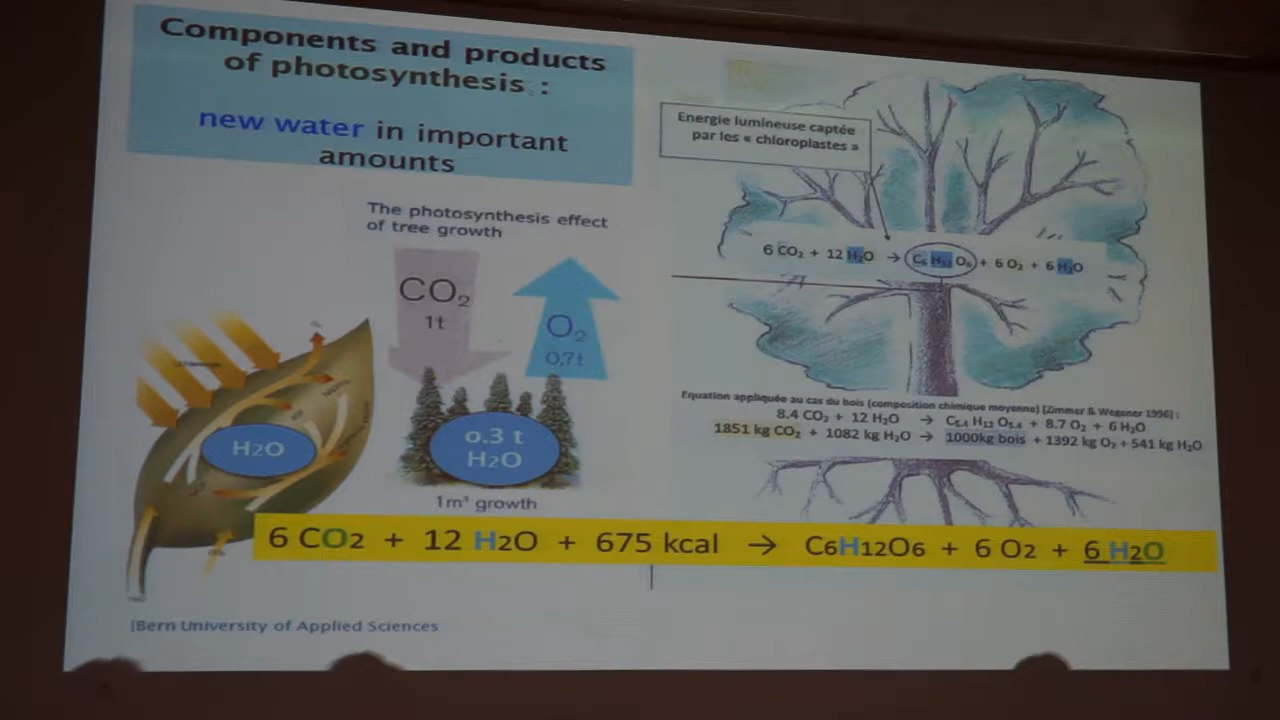 Components and products
of photosynthesis :
new water in important
amounts
The photosynthesis effect
of tree growth
CO₂
1t
O₂
0,7t
H2O
0.3 t
H₂O
1m³ growth
Energie lumineuse captée
par les « chloroplastes »
6 CO₂ + 12 H₂O → C₆ H₁₂ O₆ + 6 O₂ + 6 H₂O
Equation appliquée au cas du bois (composition chimique moyenne) [Zimmer & Wegener 1996] :
8.4 CO₂ + 12 H₂O → C₈.₄ H₁₂ O₅.₄ + 8.7 O₂ + 6 H₂O
1851 kg CO₂ + 1082 kg H₂O → 1000kg bois + 1392 kg O₂ + 541 kg H₂O
6 CO2 + 12 H2O + 675 kcal → C6H12O6 + 6 O2 + 6 H2O
[Bern University of Applied Sciences